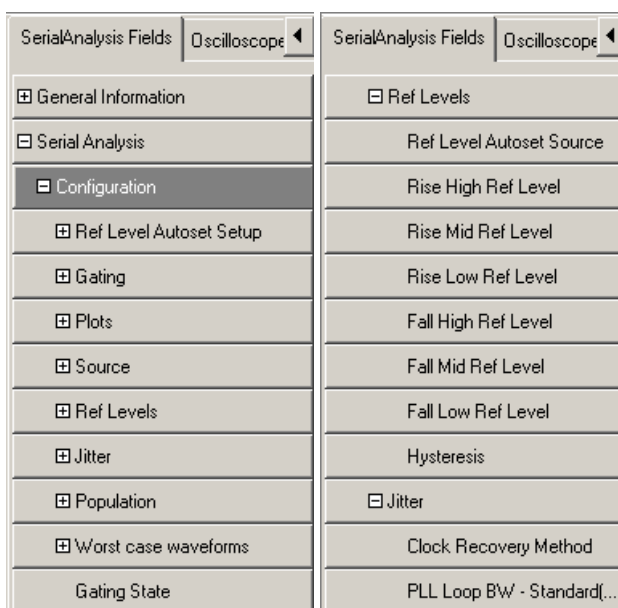 SerialAnalysis Fields
Oscilloscope
General Information
Serial Analysis
Configuration
Ref Level Autoset Setup
Gating
Plots
Source
Ref Levels
Jitter
Population
Worst case waveforms
Gating State
SerialAnalysis Fields
Oscilloscope
Ref Levels
Ref Level Autoset Source
Rise High Ref Level
Rise Mid Ref Level
Rise Low Ref Level
Fall High Ref Level
Fall Mid Ref Level
Fall Low Ref Level
Hysteresis
Jitter
Clock Recovery Method
PLL Loop BW - Standard(...